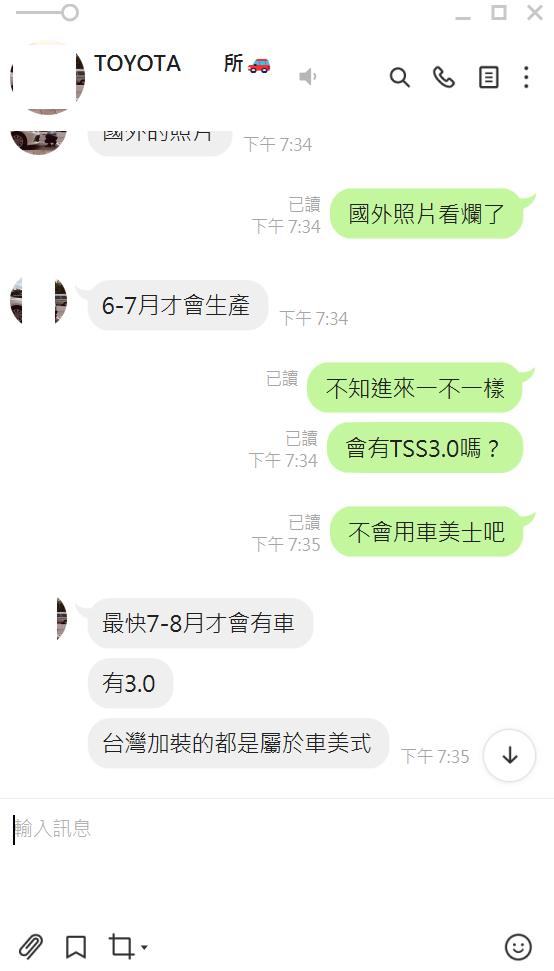 TOYOTA 所
國外的照片
下午 7:34
已讀
下午 7:34
國外照片看爛了
6-7月才會生產
下午 7:34
已讀
不知進來一不一樣
已讀
下午 7:34
會有TSS3.0嗎？
已讀
下午 7:35
不會用車美士吧
最快7-8月才會有車
有3.0
台灣加裝的都是屬於車美式
下午 7:35
輸入訊息